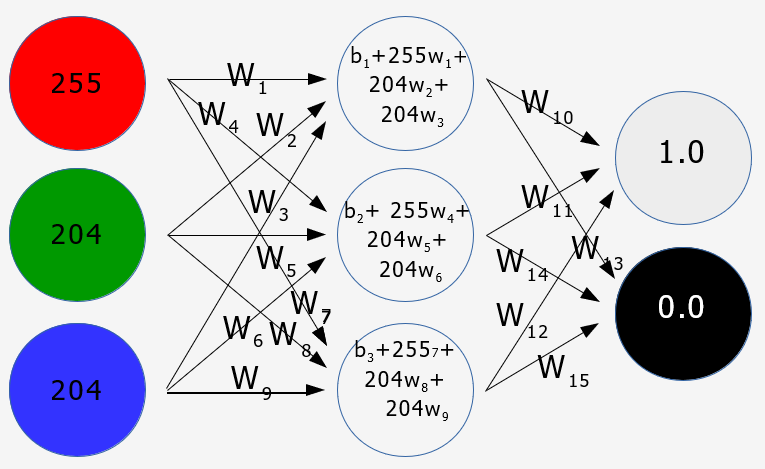 255
204
204
W₁
W₄
W₂
W₃
W₅
W₇
W₆
W₈
W₉
b₁+255w₁+
204w₂+
204w₃
b₂+ 255w₄+
204w₅+
204w₆
b₃+255₇+
204w₈+
204w₉
W₁₀
W₁₁
W₁₃
W₁₄
W₁₂
W₁₅
1.0
0.0